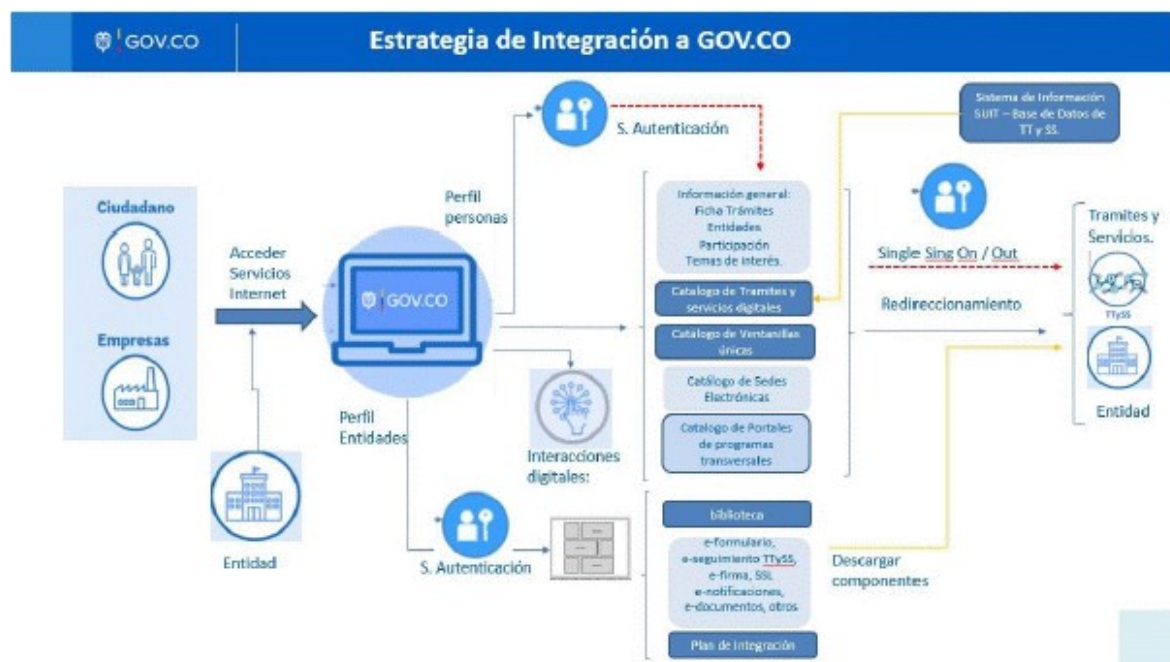 GOV.CO
Estrategia de Integración a GOV.CO
S. Autenticación
Sistema de Información
SUIT – Base de Datos de
TT y SS.
Ciudadano
Empresas
Acceder
Servicios
Internet
Entidad
Perfil
personas
GOV.CO
Perfil
Entidades
Interacciones
digitales:
S. Autenticación
Información general:
Ficha Trámites
Entidades
Participación
Temas de interés.
Catalogo de Tramites y
servicios digitales
Catálogo de Ventanillas
únicas
Catálogo de Sedes
Electrónicas
Catalogo de Portales
de programas
transversales
biblioteca
e-formulario,
e-seguimiento TTySS,
e-firma, SSL
e-notificaciones,
e-documentos, otros
Plan de Integración
Single Sing On / Out
Redireccionamiento
Descargar
componentes
Tramites y
Servicios.
TTySS
Entidad